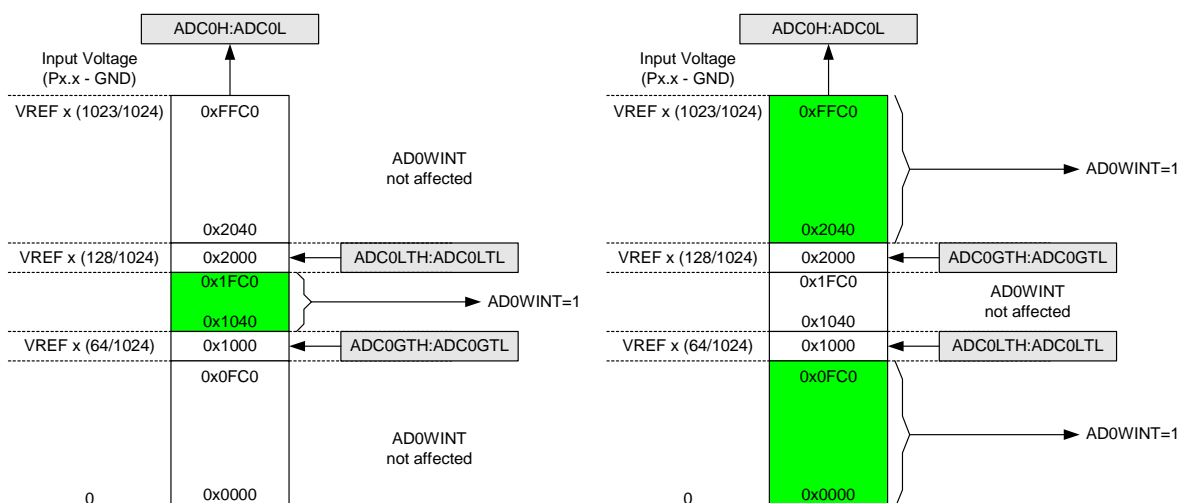 ADC0H:ADC0L
Input Voltage
(Px.x - GND)
VREF x (1023/1024)
0xFFC0
AD0WINT
not affected
0x2040
VREF x (128/1024)
0x2000
ADC0LTH:ADC0LTL
0x1FC0
AD0WINT=1
0x1040
VREF x (64/1024)
0x1000
ADC0GTH:ADC0GTL
0x0FC0
AD0WINT
not affected
0
0x0000
ADC0H:ADC0L
Input Voltage
(Px.x - GND)
VREF x (1023/1024)
0xFFC0
AD0WINT=1
0x2040
VREF x (128/1024)
0x2000
ADC0GTH:ADC0GTL
0x1FC0
AD0WINT
not affected
0x1040
VREF x (64/1024)
0x1000
ADC0LTH:ADC0LTL
0x0FC0
AD0WINT=1
0
0x0000